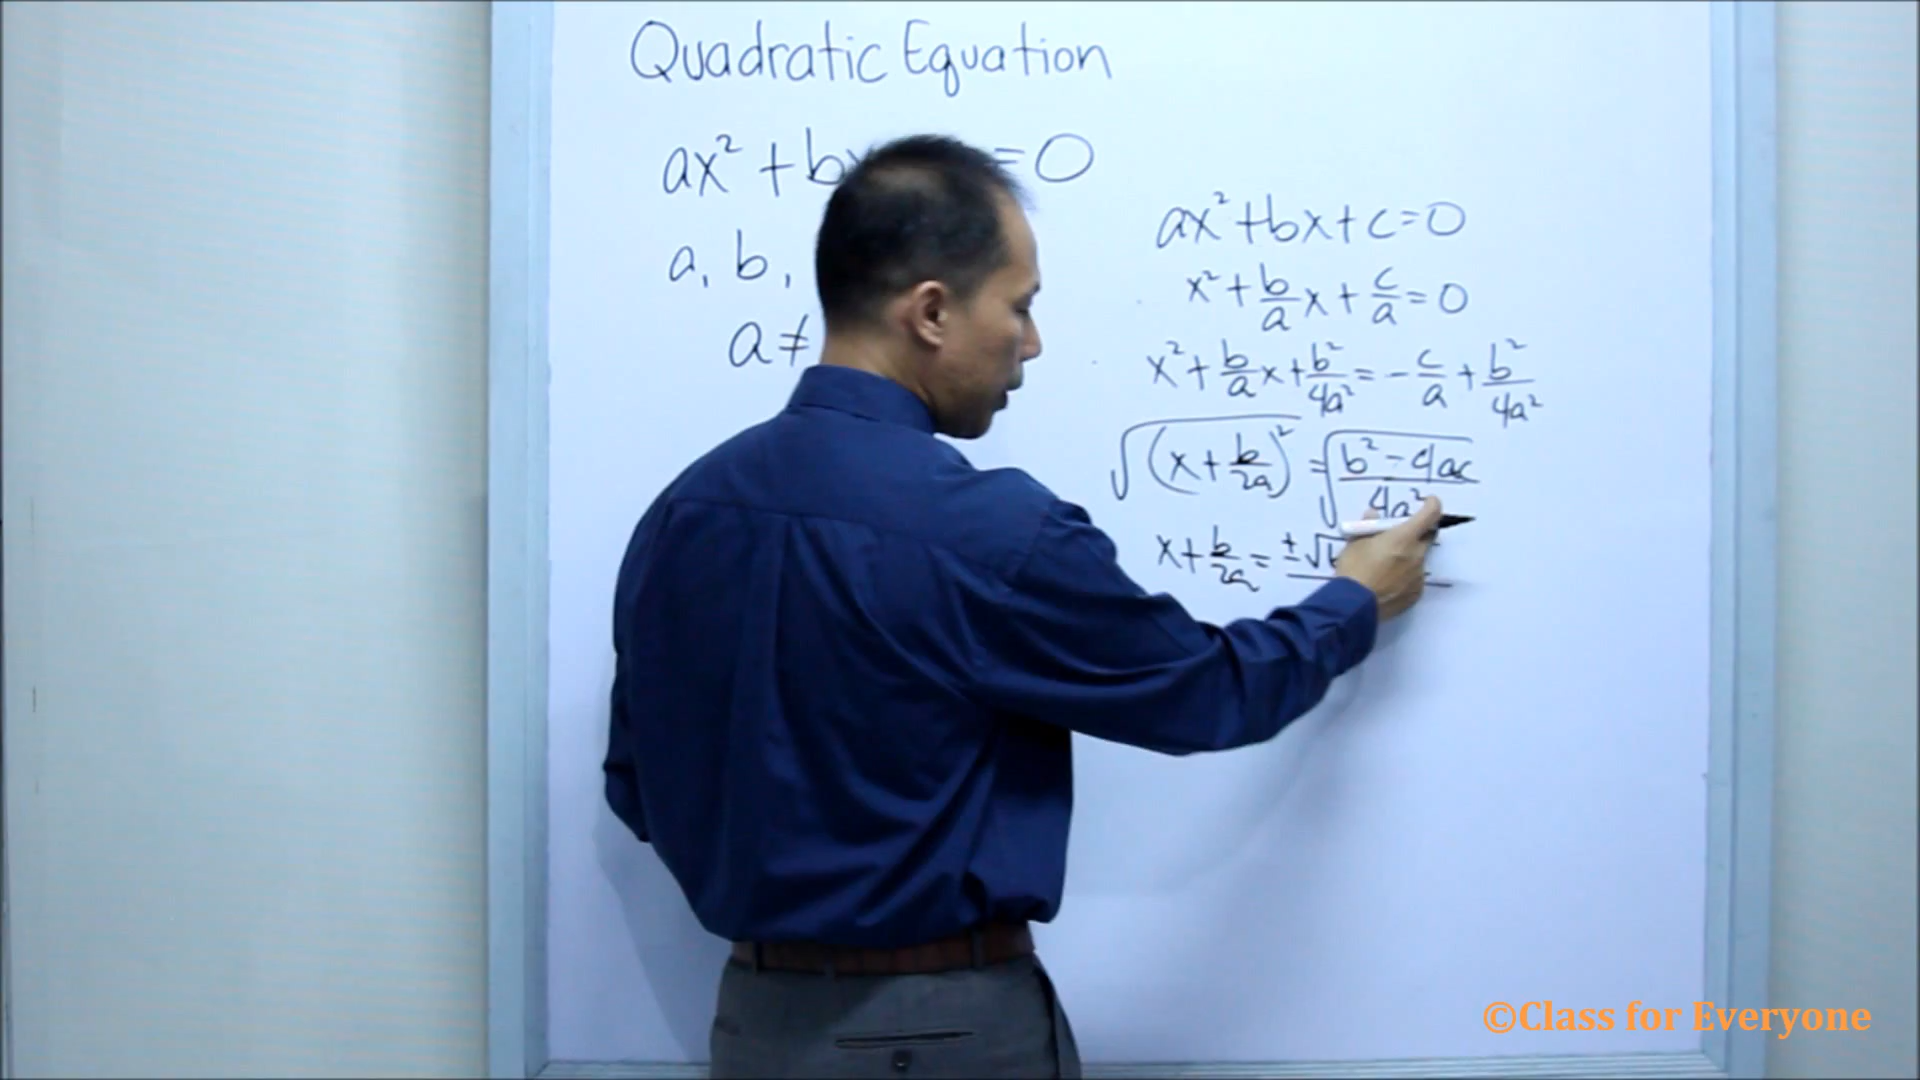 Quadratic Equation
ax² + b = 0
a, b,
a ≠
ax² + bx + c = 0
x² + b/a x + c/a = 0
x² + b/a x + b²/4a² = - c/a + b²/4a²
√(x + b/2a)² = √b² - 4ac/4a²
x + b/2a = ± √b
©Class for Everyone